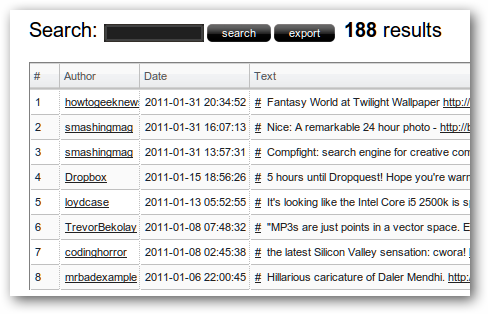 Search: search export 188 results
# Author Date Text
1 howtogeeknews 2011-01-31 20:34:52 # Fantasy World at Twilight Wallpaper http://
2 smashingmag 2011-01-31 16:07:13 # Nice: A remarkable 24 hour photo - http://
3 smashingmag 2011-01-31 13:57:31 # Compfight: search engine for creative com
4 Dropbox 2011-01-15 18:56:26 # 5 hours until Dropquest! Hope you're warm
5 loydcase 2011-01-13 05:52:55 # It's looking like the Intel Core i5 2500k is
6 TrevorBekolay 2011-01-08 07:48:32 # "MP3s are just points in a vector space. E
7 codinghorror 2011-01-08 02:45:38 # the latest Silicon Valley sensation: cwora!
8 mrbadexample 2011-01-06 22:00:45 # Hillarious caricature of Daler Mendhi. http:/